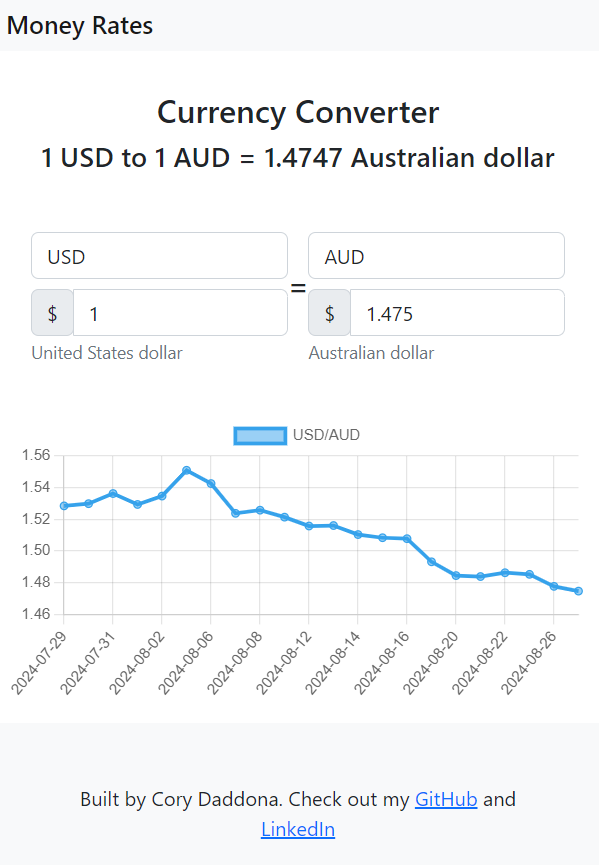 Money Rates
Currency Converter
1 USD to 1 AUD = 1.4747 Australian dollar
USD
AUD
=
$ 1
$ 1.475
United States dollar
Australian dollar
USD/AUD
1.56
1.54
1.52
1.50
1.48
1.46
2024-07-29
2024-07-31
2024-08-02
2024-08-06
2024-08-08
2024-08-12
2024-08-14
2024-08-16
2024-08-20
2024-08-22
2024-08-26
Built by Cory Daddona. Check out my GitHub and
LinkedIn